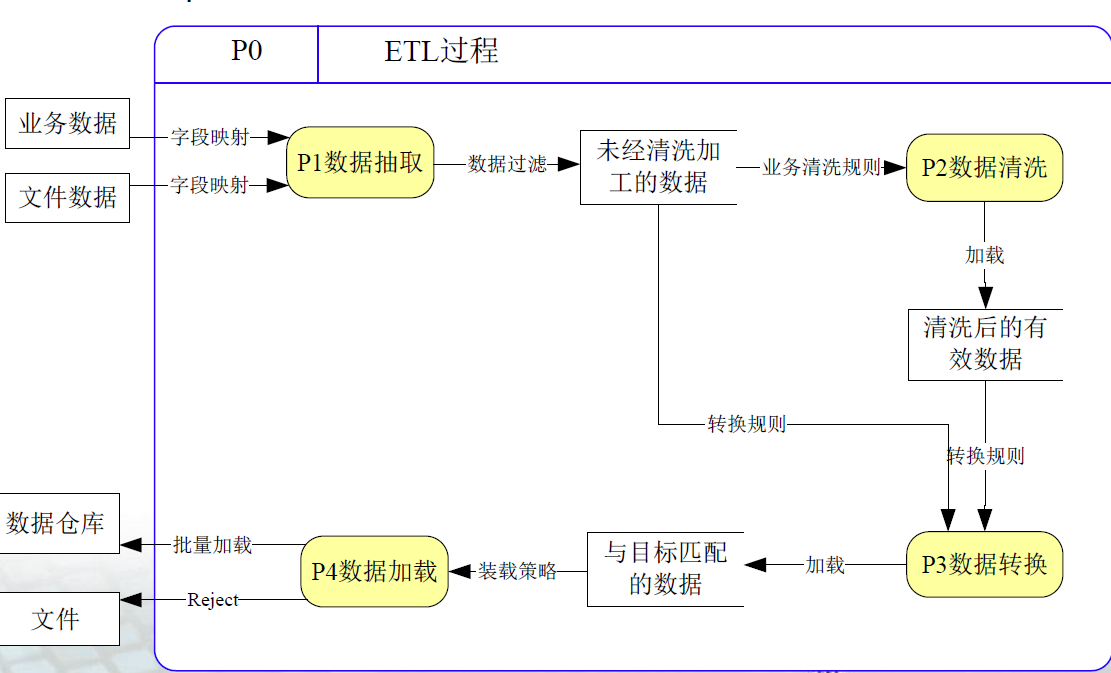 P0
ETL过程
业务数据
字段映射
文件数据
字段映射
P1数据抽取
数据过滤
未经清洗加
工的数据
业务清洗规则
P2数据清洗
加载
清洗后的有
效数据
转换规则
转换规则
数据仓库
批量加载
文件
Reject
P4数据加载
装载策略
与目标匹配
的数据
加载
P3数据转换